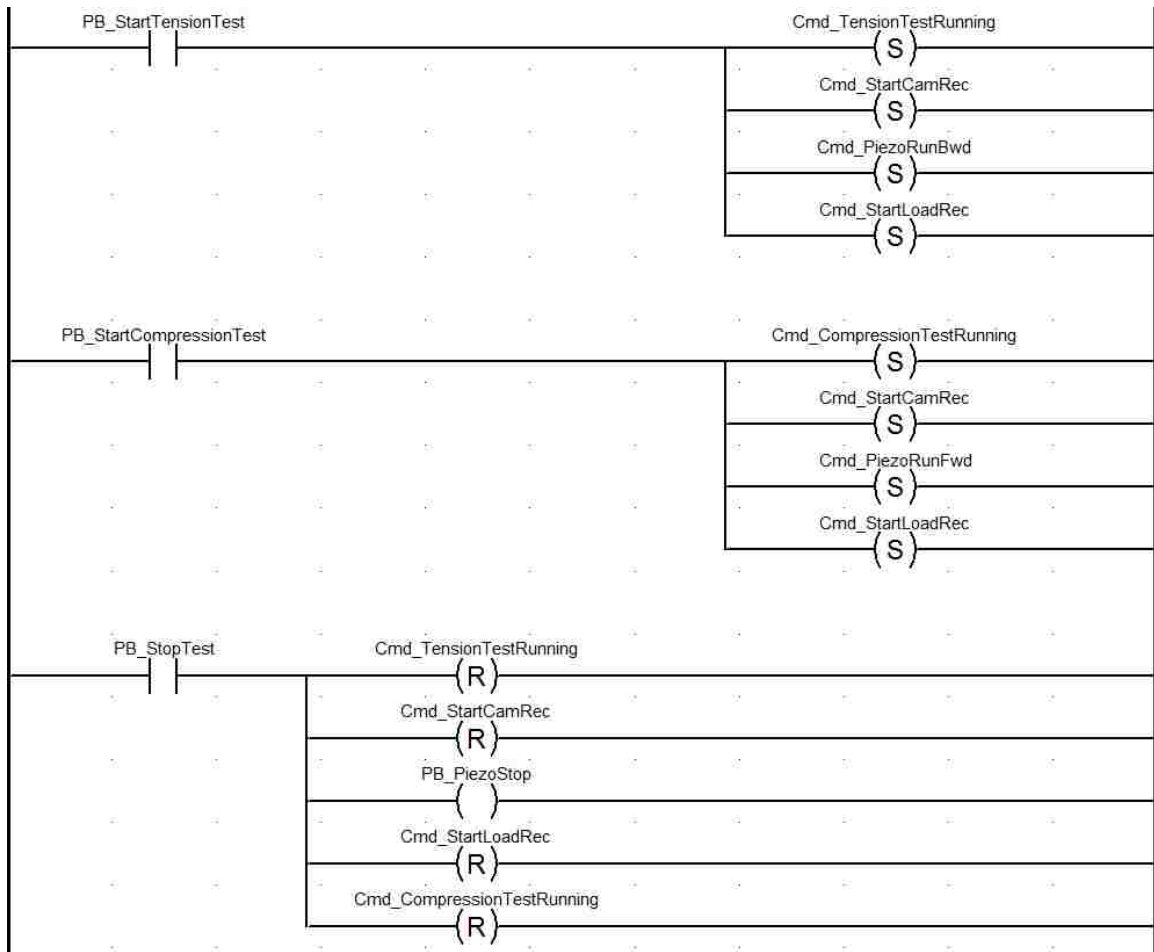 PB_StartTensionTest
Cmd_TensionTestRunning
S
Cmd_StartCamRec
S
Cmd_PiezoRunBwd
S
Cmd_StartLoadRec
S
PB_StartCompressionTest
Cmd_CompressionTestRunning
S
Cmd_StartCamRec
S
Cmd_PiezoRunFwd
S
Cmd_StartLoadRec
S
PB_StopTest
Cmd_TensionTestRunning
R
Cmd_StartCamRec
R
PB_PiezoStop
Cmd_StartLoadRec
R
Cmd_CompressionTestRunning
R